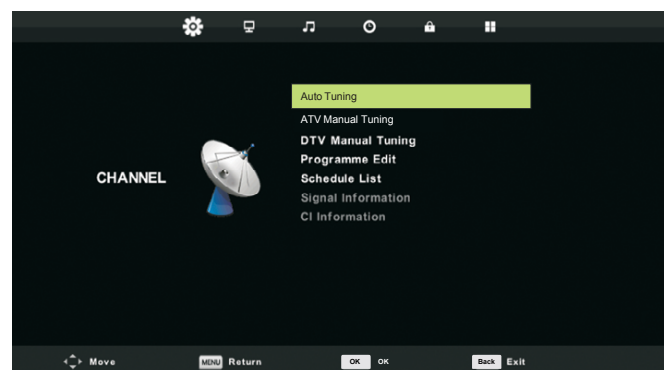 Auto Tuning
ATV Manual Tuning
DTV Manual Tuning
Programme Edit
CHANNEL
Schedule List
Signal Information
CI Information
Move MENU Return OK OK Back Exit